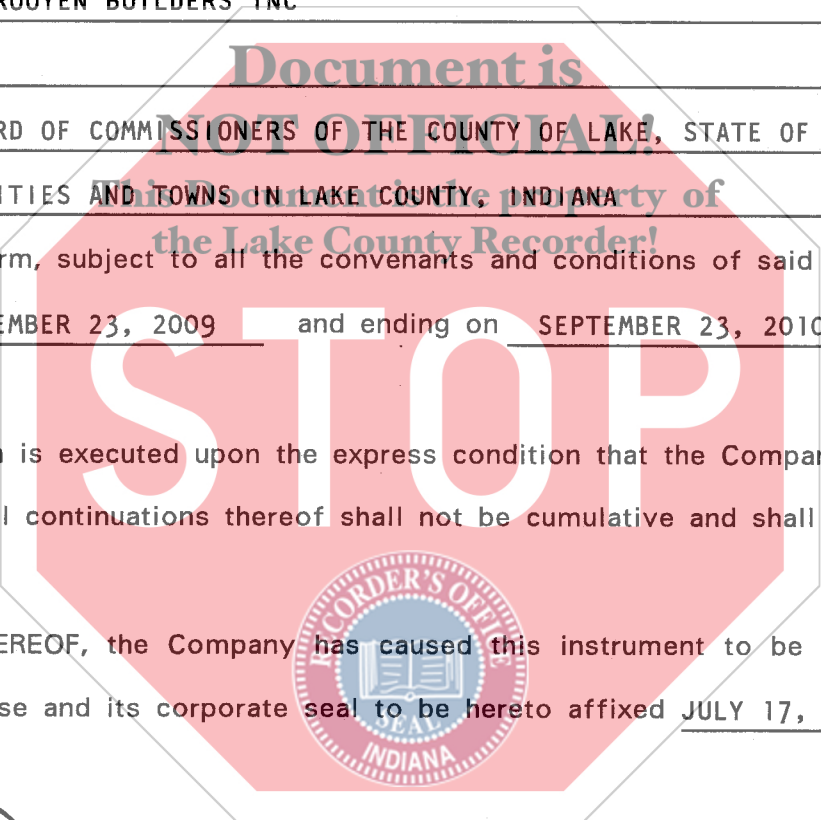 ROOYEN BUILDERS INC
Document is
NOT OFFICIAL!
RD OF COMMISSIONERS OF THE COUNTY OF LAKE, STATE OF
ITIES AND TOWNS IN LAKE COUNTY, INDIANA
This Document is the property of
the Lake County Recorder!
rm, subject to all the convenants and conditions of said
EMBER 23, 2009 and ending on SEPTEMBER 23, 2010
STOP
n is executed upon the express condition that the Compan
l continuations thereof shall not be cumulative and shall
RECORDER'S OFFICE
EREOF, the Company has caused this instrument to be
se and its corporate seal to be hereto affixed JULY 17,
SEAL
INDIANA